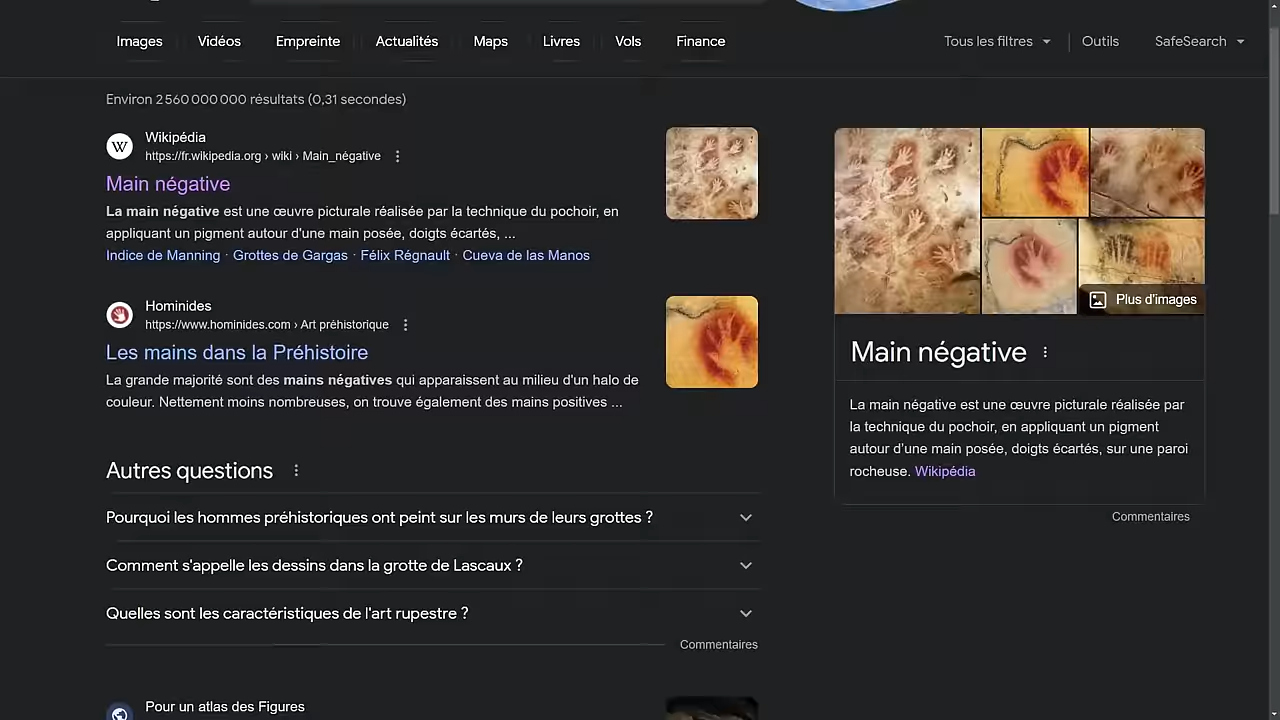 Images Vidéos Empreinte Actualités Maps Livres Vols Finance Tous les filtres Outils SafeSearch
Environ 2 560 000 000 résultats (0,31 secondes)
W
Wikipédia
https://fr.wikipedia.org › wiki › Main_négative
Main négative
La main négative est une œuvre picturale réalisée par la technique du pochoir, en
appliquant un pigment autour d'une main posée, doigts écartés, ...
Indice de Manning · Grottes de Gargas · Félix Régnault · Cueva de las Manos
Hominides
https://www.hominides.com › Art préhistorique
Les mains dans la Préhistoire
La grande majorité sont des mains négatives qui apparaissent au milieu d'un halo de
couleur. Nettement moins nombreuses, on trouve également des mains positives ...
Autres questions
Pourquoi les hommes préhistoriques ont peint sur les murs de leurs grottes ?
Comment s'appelle les dessins dans la grotte de Lascaux ?
Quelles sont les caractéristiques de l'art rupestre ?
Commentaires
Pour un atlas des Figures
Plus d'images
Main négative
La main négative est une œuvre picturale réalisée par
la technique du pochoir, en appliquant un pigment
autour d'une main posée, doigts écartés, sur une paroi
rocheuse. Wikipédia
Commentaires